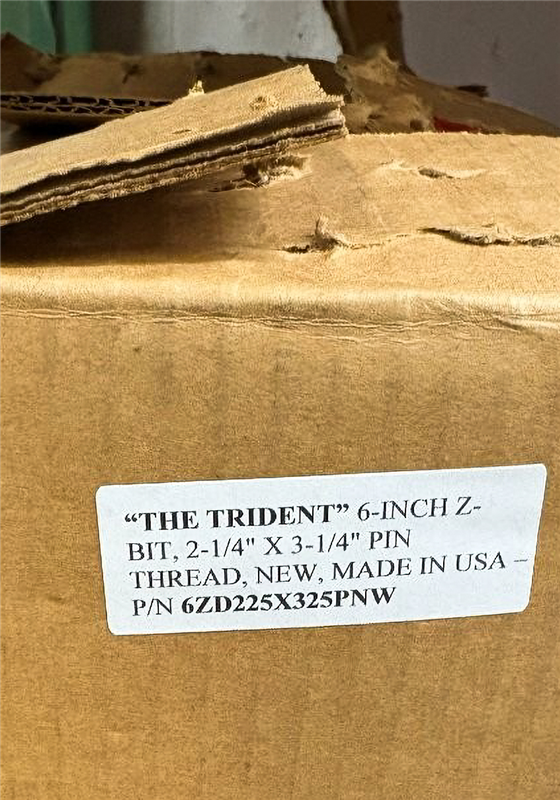 “THE TRIDENT” 6-INCH Z-
BIT, 2-1/4" X 3-1/4" PIN
THREAD, NEW, MADE IN USA –
P/N 6ZD225X325PNW